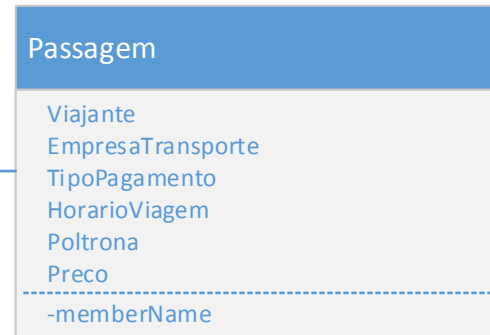 Passagem
Viajante
EmpresaTransporte
TipoPagamento
HorarioViagem
Poltrona
Preco
-memberName